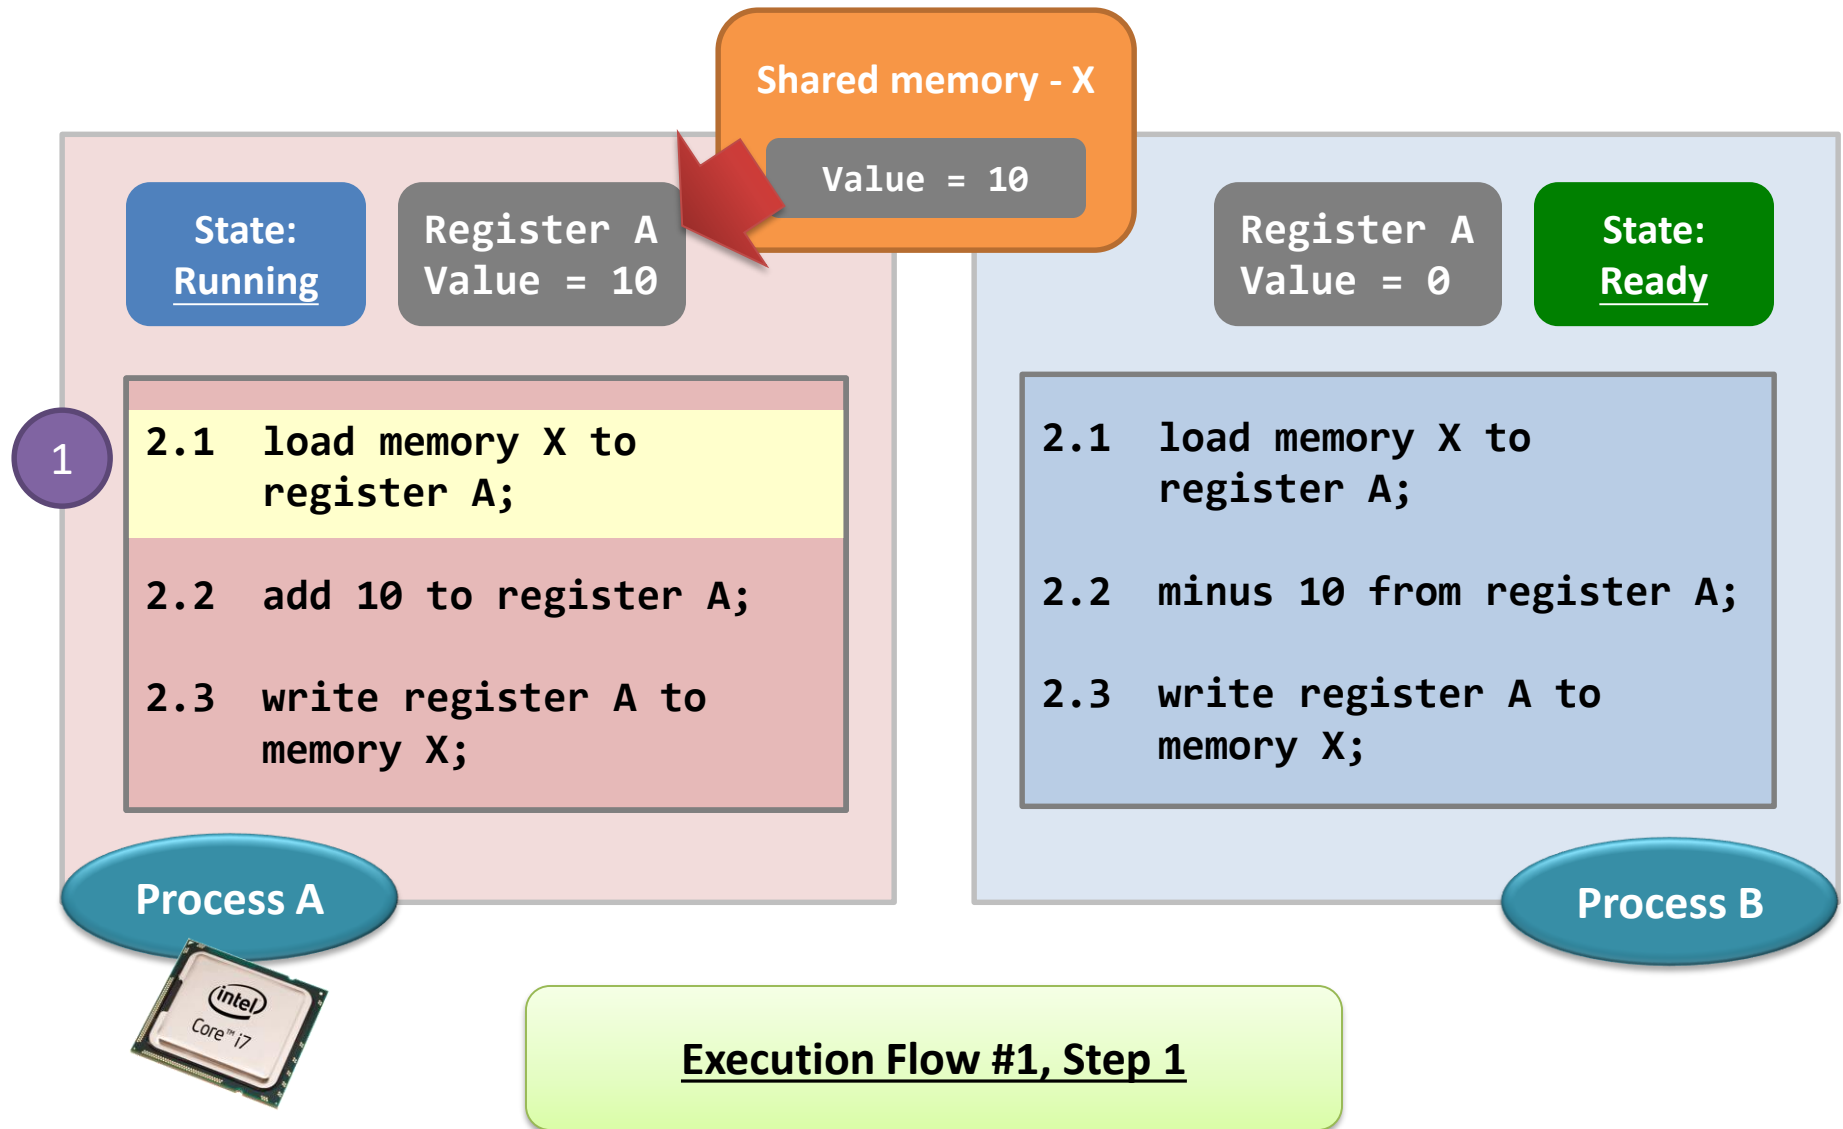 Shared memory - X
Value = 10
State:
Running
Register A
Value = 10
Register A
Value = 0
State:
Ready
1
2.1 load memory X to
register A;
2.2 add 10 to register A;
2.3 write register A to
memory X;
2.1 load memory X to
register A;
2.2 minus 10 from register A;
2.3 write register A to
memory X;
Process A
Process B
intel
Core™ i7
Execution Flow #1, Step 1